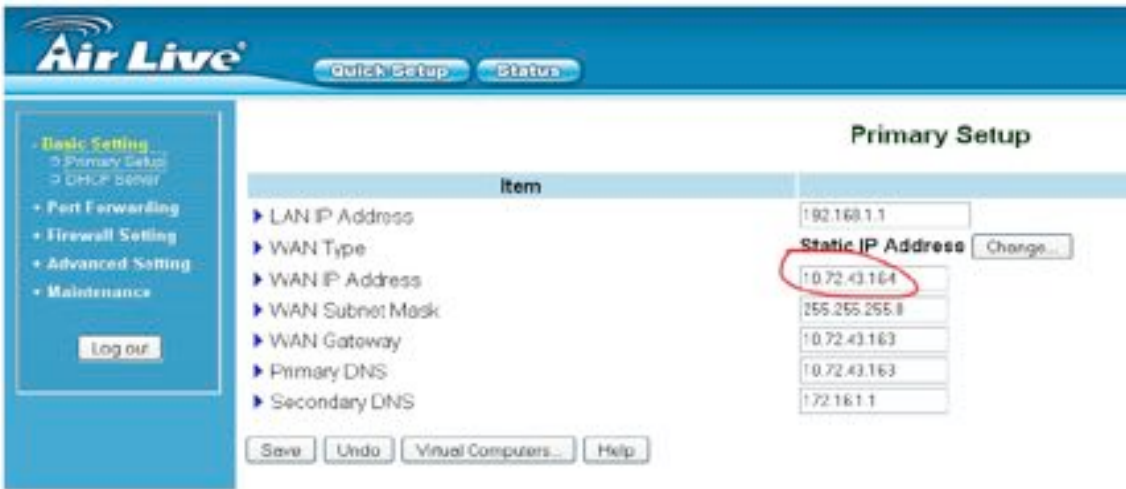 Air Live
Quick Setup
Status
- Basic Setting
Primary Setup
DHCP Server
+ Port Forwarding
+ Firewall Setting
+ Advanced Setting
+ Maintenance
Log out
Primary Setup
Item
LAN IP Address
192.168.1.1
WAN Type
Static IP Address
Change...
WAN IP Address
10.72.43.164
WAN Subnet Mask
255.255.255.0
WAN Gateway
10.72.43.163
Primary DNS
10.72.43.163
Secondary DNS
172.16.1.1
Save
Undo
Virtual Computers...
Help